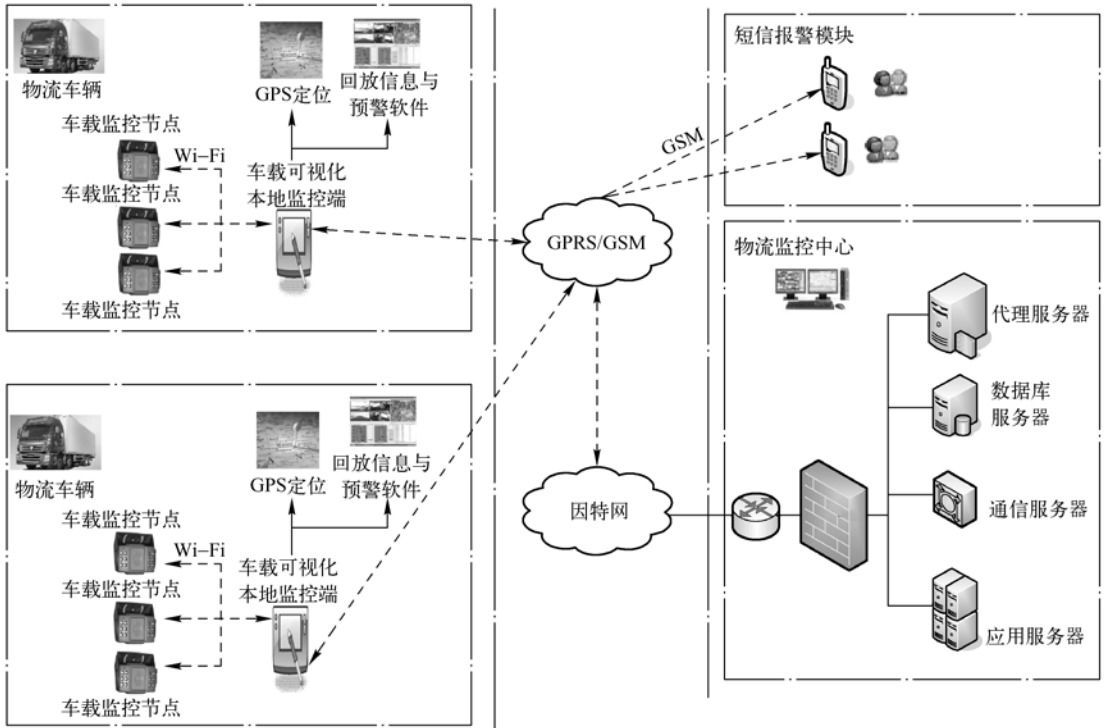 物流车辆
GPS定位
回放信息与
预警软件
车载监控节点
Wi-Fi
车载监控节点
车载可视化
本地监控端
车载监控节点
物流车辆
GPS定位
回放信息与
预警软件
车载监控节点
Wi-Fi
车载监控节点
车载可视化
本地监控端
车载监控节点
GPRS/GSM
因特网
GSM
短信报警模块
物流监控中心
代理服务器
数据库
服务器
通信服务器
应用服务器